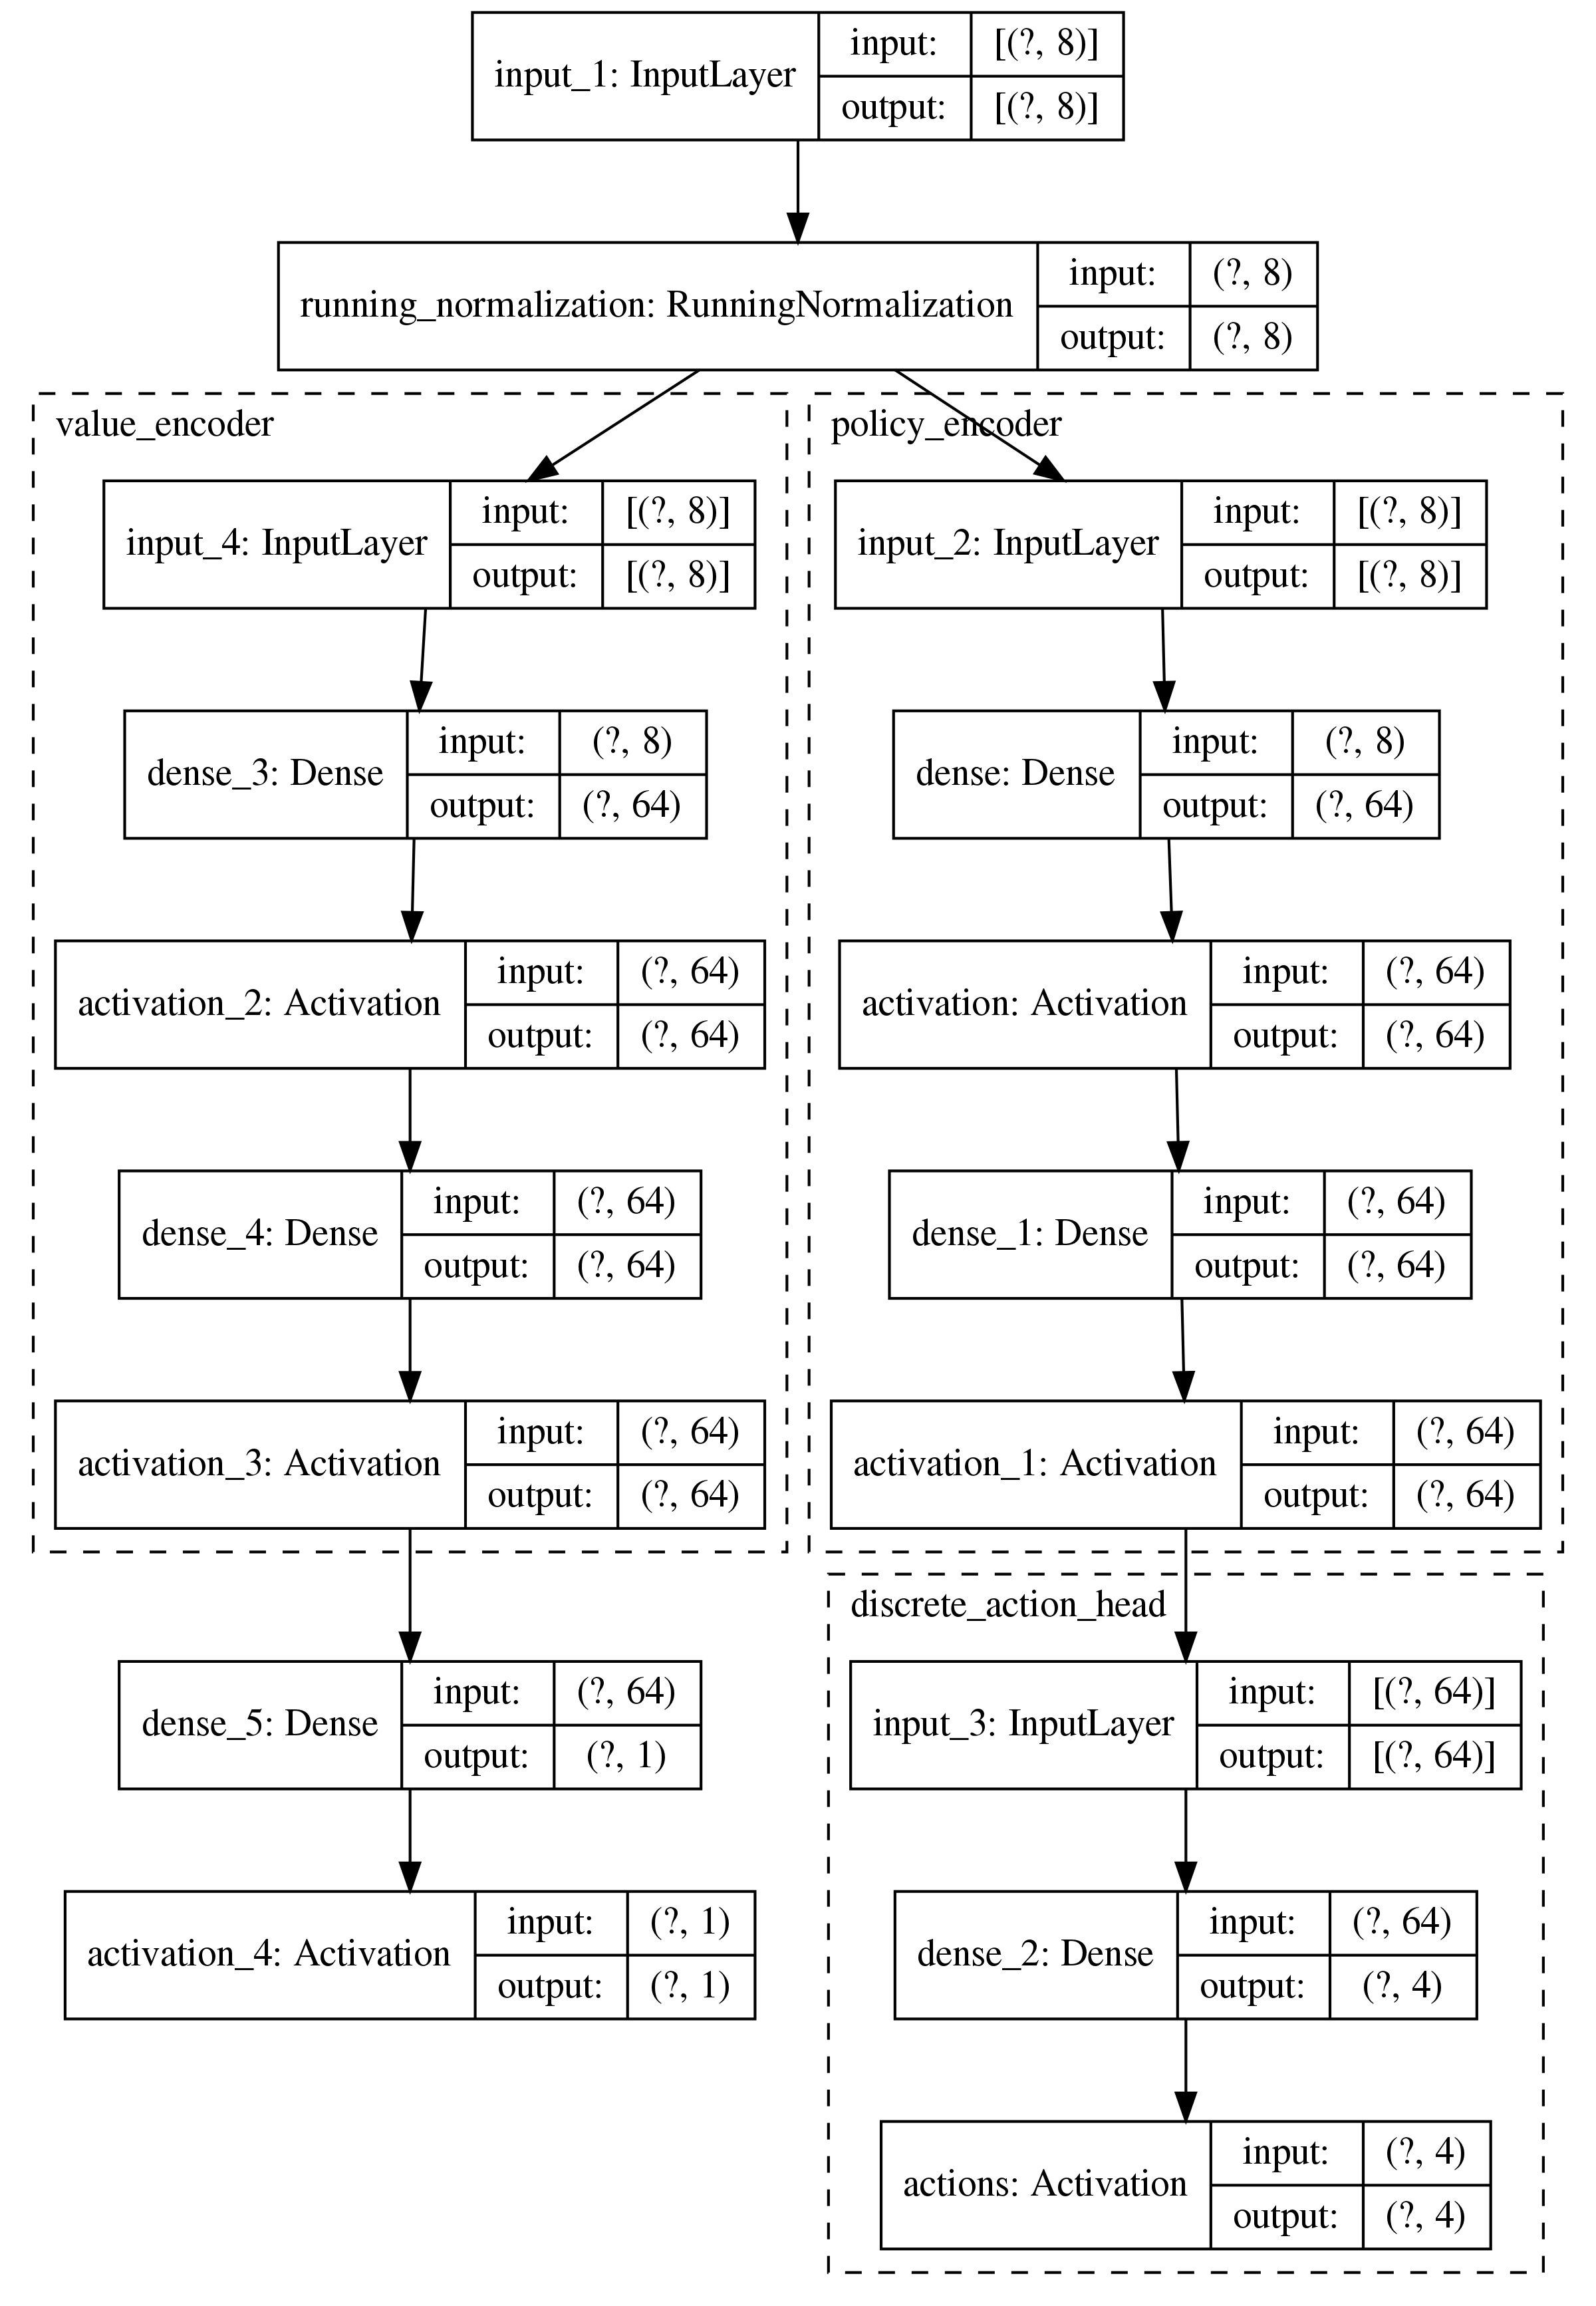 input_1: InputLayer
input:
[(?, 8)]
output:
[(?, 8)]
running_normalization: RunningNormalization
input:
(?, 8)
output:
(?, 8)
value_encoder
input_4: InputLayer
input:
[(?, 8)]
output:
[(?, 8)]
dense_3: Dense
input:
(?, 8)
output:
(?, 64)
activation_2: Activation
input:
(?, 64)
output:
(?, 64)
dense_4: Dense
input:
(?, 64)
output:
(?, 64)
activation_3: Activation
input:
(?, 64)
output:
(?, 64)
dense_5: Dense
input:
(?, 64)
output:
(?, 1)
activation_4: Activation
input:
(?, 1)
output:
(?, 1)
policy_encoder
input_2: InputLayer
input:
[(?, 8)]
output:
[(?, 8)]
dense: Dense
input:
(?, 8)
output:
(?, 64)
activation: Activation
input:
(?, 64)
output:
(?, 64)
dense_1: Dense
input:
(?, 64)
output:
(?, 64)
activation_1: Activation
input:
(?, 64)
output:
(?, 64)
discrete_action_head
input_3: InputLayer
input:
[(?, 64)]
output:
[(?, 64)]
dense_2: Dense
input:
(?, 64)
output:
(?, 4)
actions: Activation
input:
(?, 4)
output:
(?, 4)